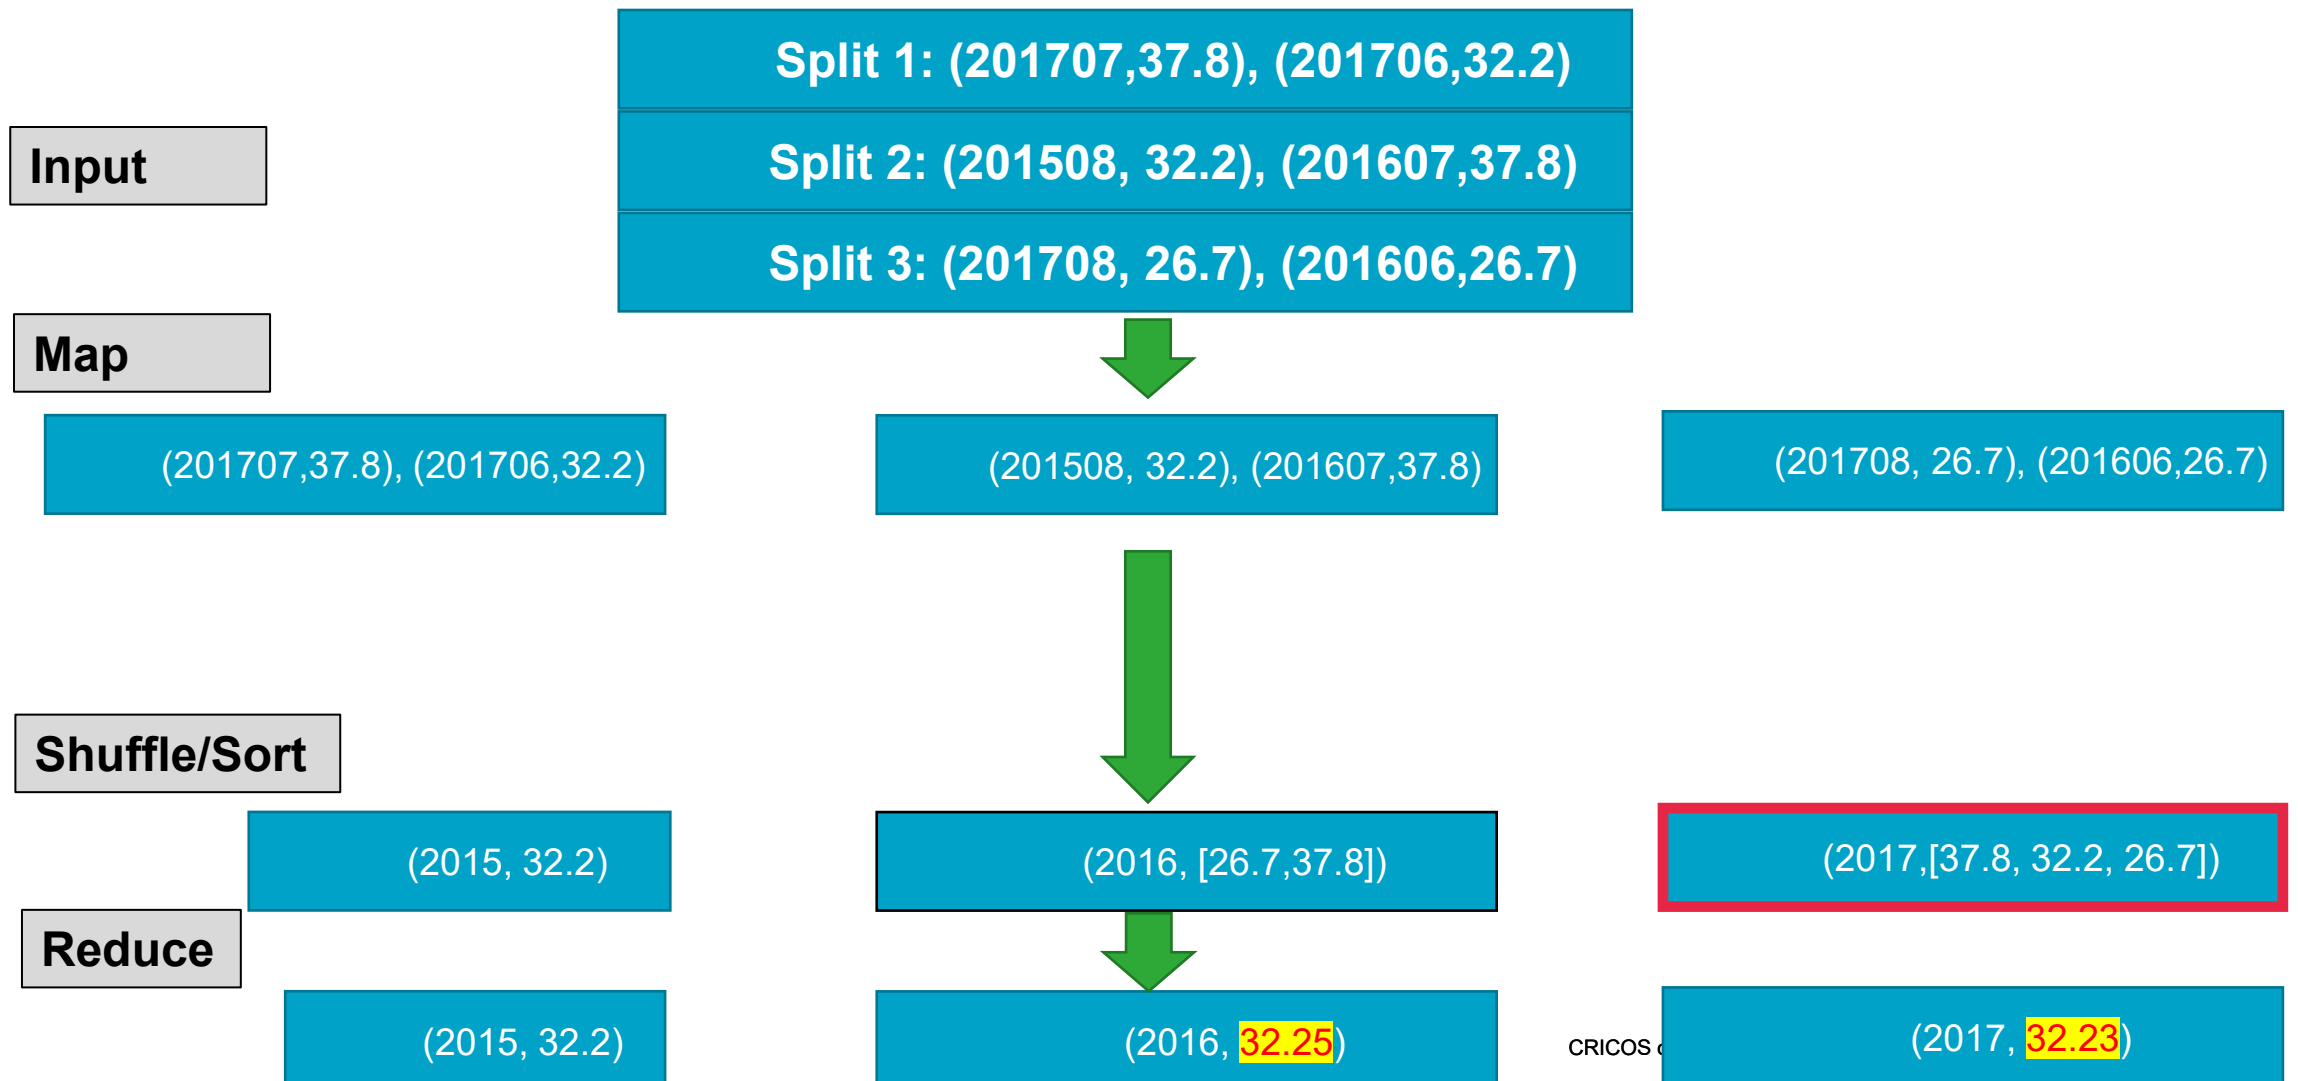 Split 1: (201707,37.8), (201706,32.2)
Input
Split 2: (201508, 32.2), (201607,37.8)
Split 3: (201708, 26.7), (201606,26.7)
Map
(201707,37.8), (201706,32.2)
(201508, 32.2), (201607,37.8)
(201708, 26.7), (201606,26.7)
Shuffle/Sort
(2015, 32.2)
(2016, [26.7,37.8])
(2017,[37.8, 32.2, 26.7])
Reduce
(2015, 32.2)
(2016, 32.25)
CRICOS
(2017, 32.23)